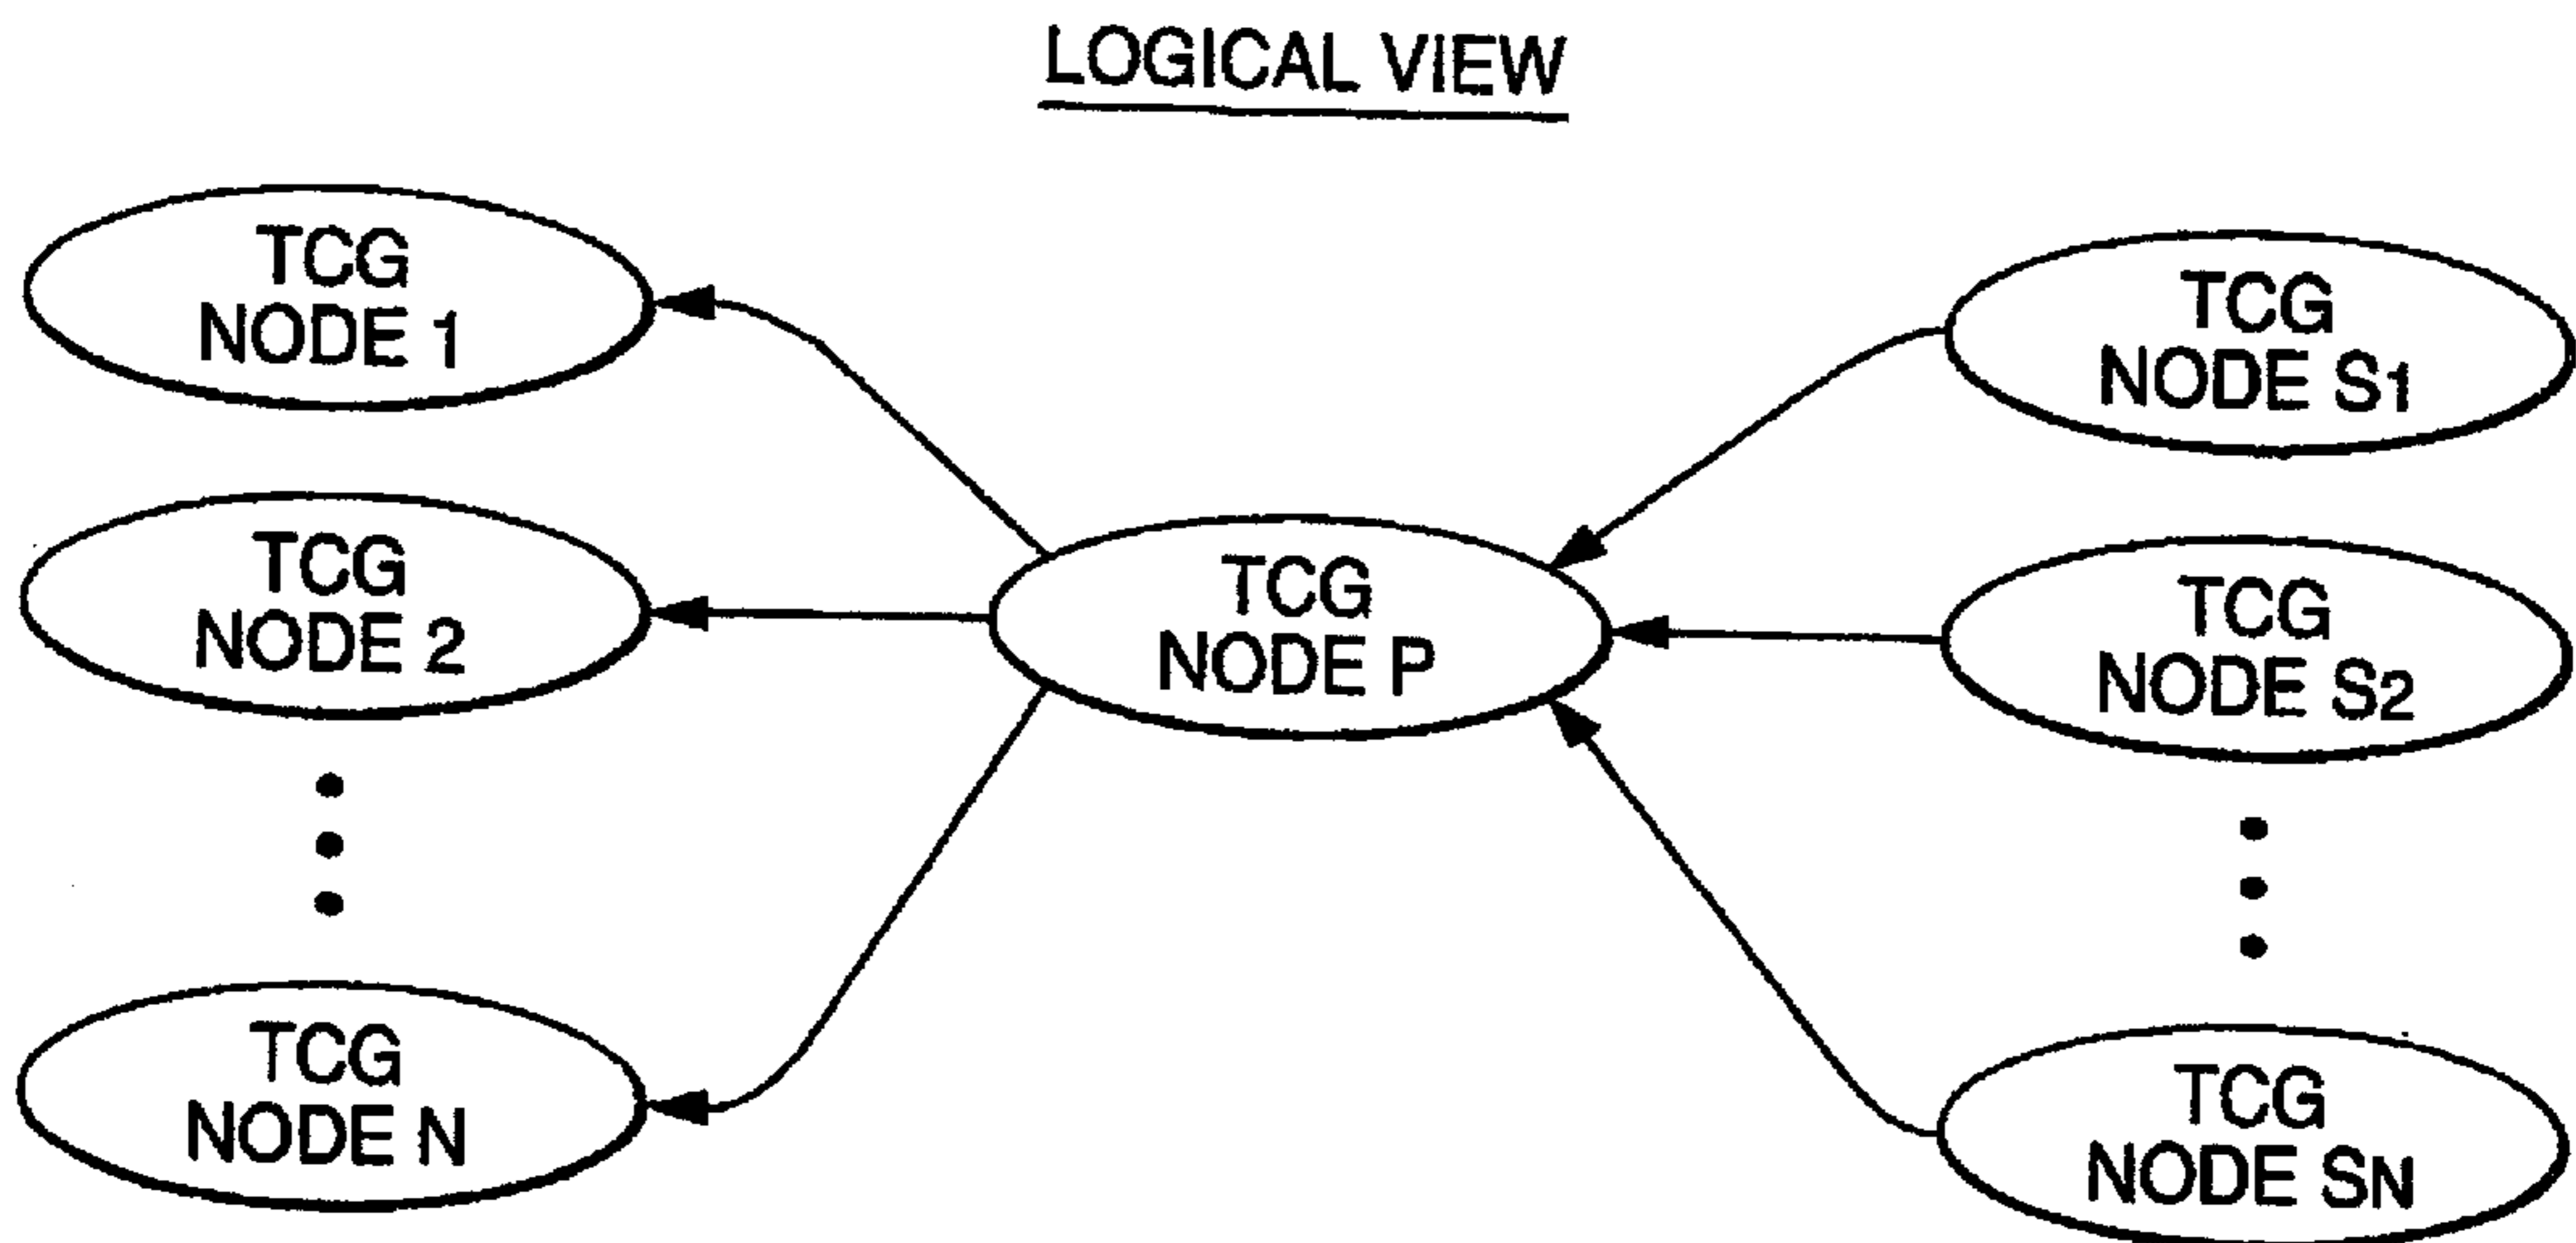 LOGICAL VIEW
TCG
NODE 1
TCG
NODE S1
TCG
NODE 2
TCG
NODE P
TCG
NODE S2
TCG
NODE N
TCG
NODE SN